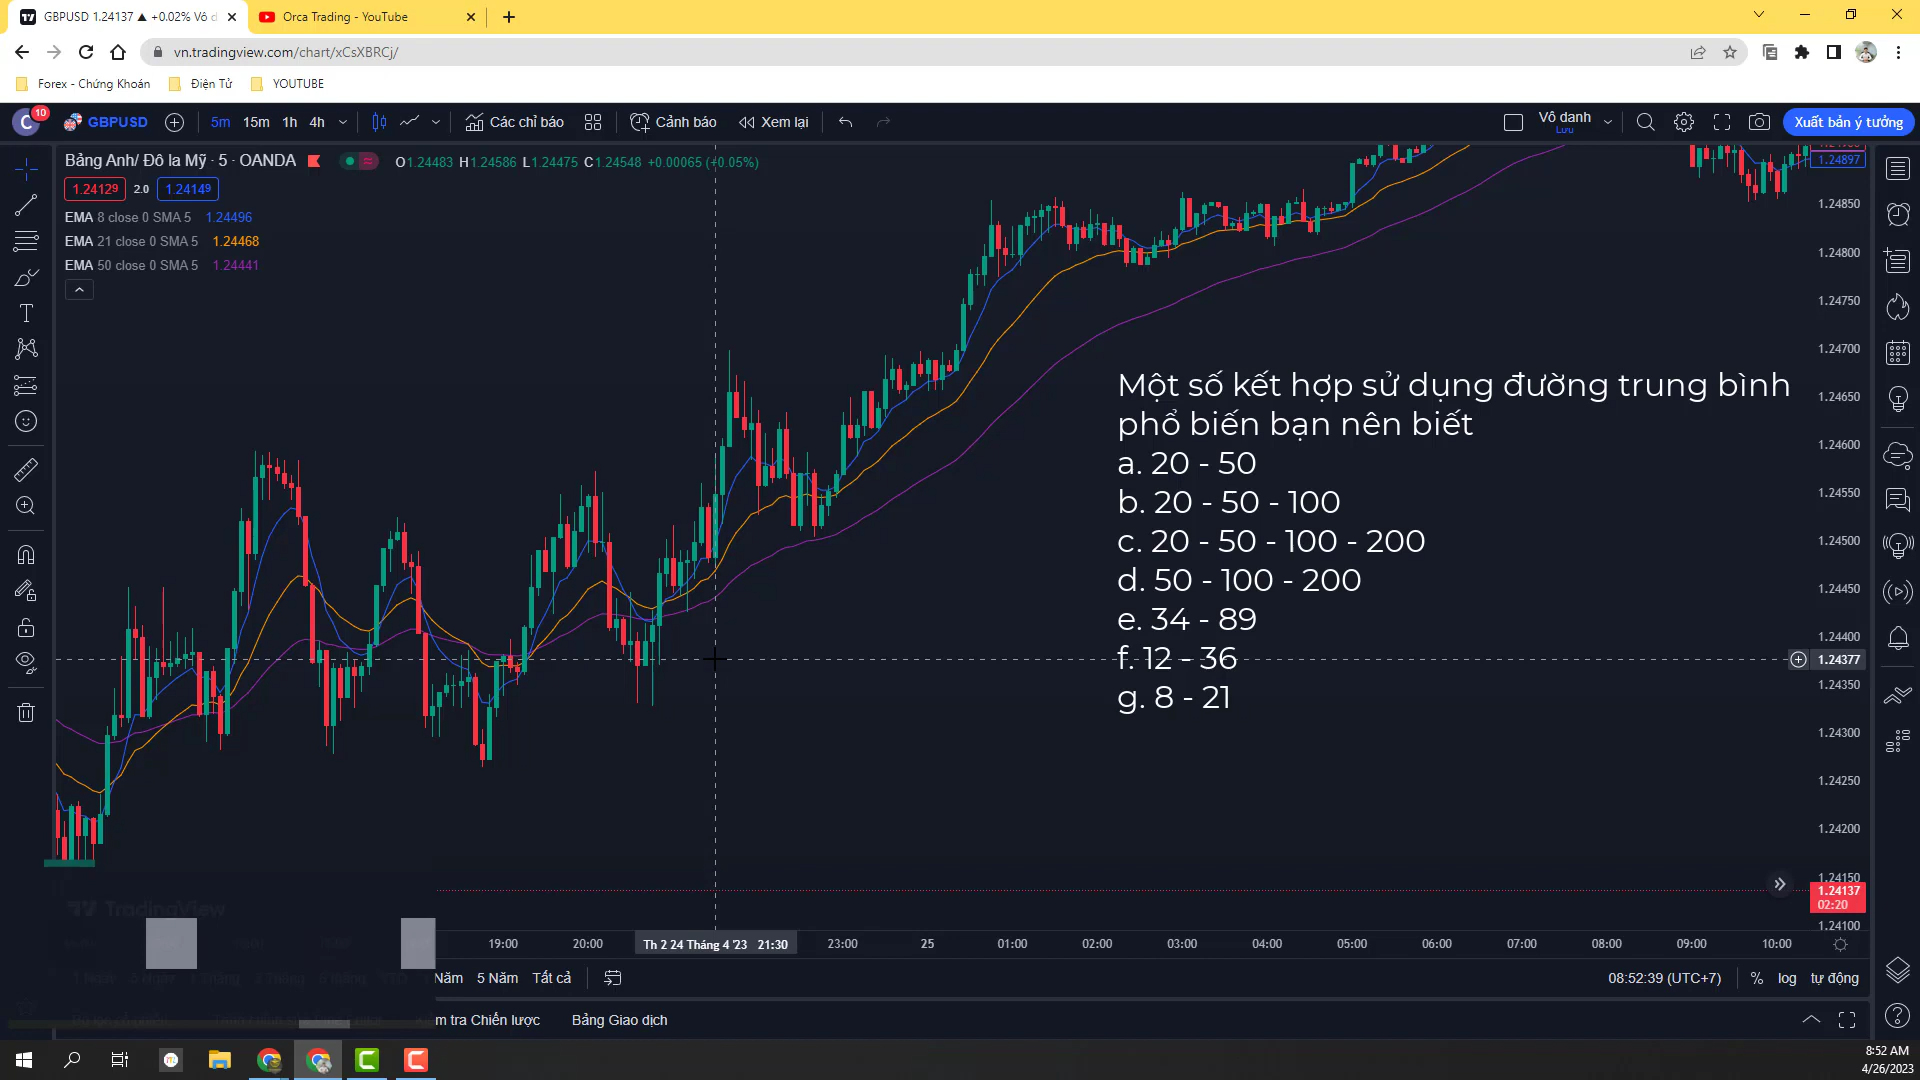 GBPUSD 1.24137 ▲ +0.02% Vô d
Orca Trading - YouTube
vn.tradingview.com/chart/xCsXBRCj/
Forex - Chứng Khoán
Điện Tử
YOUTUBE
C
10
GBPUSD
5m
15m
1h
4h
Các chỉ báo
Cảnh báo
Xem lại
Vô danh
Lưu
Xuất bản ý tưởng
Bảng Anh/ Đô la Mỹ · 5 · OANDA
O1.24483 H1.24586 L1.24475 C1.24548 +0.00065 (+0.05%)
1.24129
2.0
1.24149
EMA 8 close 0 SMA 5 1.24496
EMA 21 close 0 SMA 5 1.24468
EMA 50 close 0 SMA 5 1.24441
1.24897
1.24850
1.24800
1.24750
1.24700
1.24650
1.24600
1.24550
1.24500
1.24450
1.24400
1.24377
1.24350
1.24300
1.24250
1.24200
1.24150
1.24137
02:20
1.24100
Một số kết hợp sử dụng đường trung bình
phổ biến bạn nên biết
a. 20 - 50
b. 20 - 50 - 100
c. 20 - 50 - 100 - 200
d. 50 - 100 - 200
e. 34 - 89
f. 12 - 36
g. 8 - 21
TradingView
19:00
20:00
Th 2 24 Tháng 4 '23 21:30
23:00
25
01:00
02:00
03:00
04:00
05:00
06:00
07:00
08:00
09:00
10:00
Năm
5 Năm
Tất cả
08:52:39 (UTC+7)
%
log
tự động
tra Chiến lược
Bảng Giao dịch
8:52 AM
4/26/2023